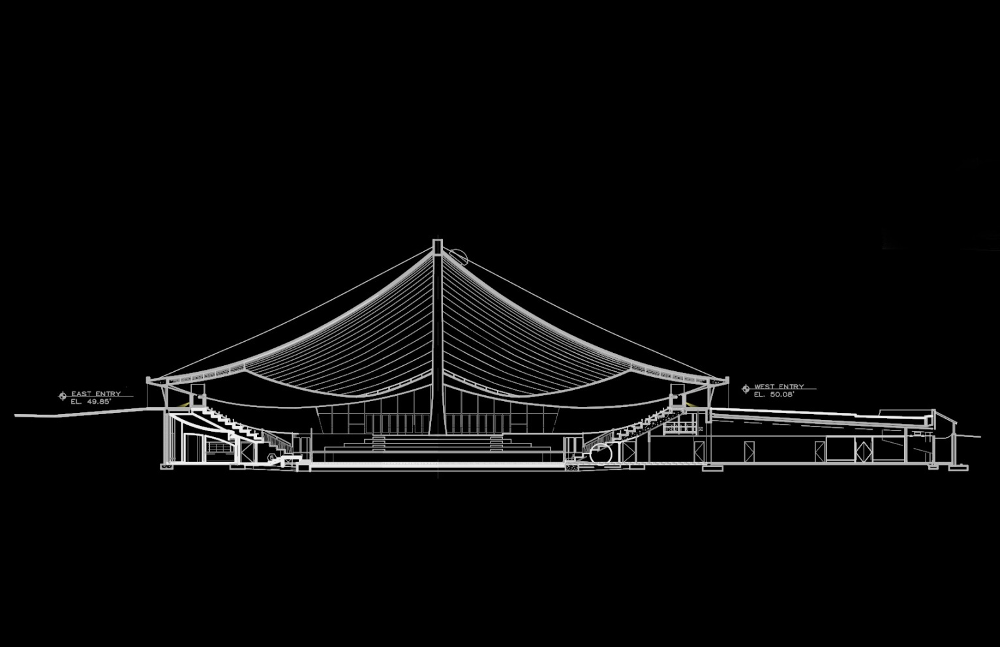 EAST ENTRY
EL. 49.85'
WEST ENTRY
EL. 50.08'